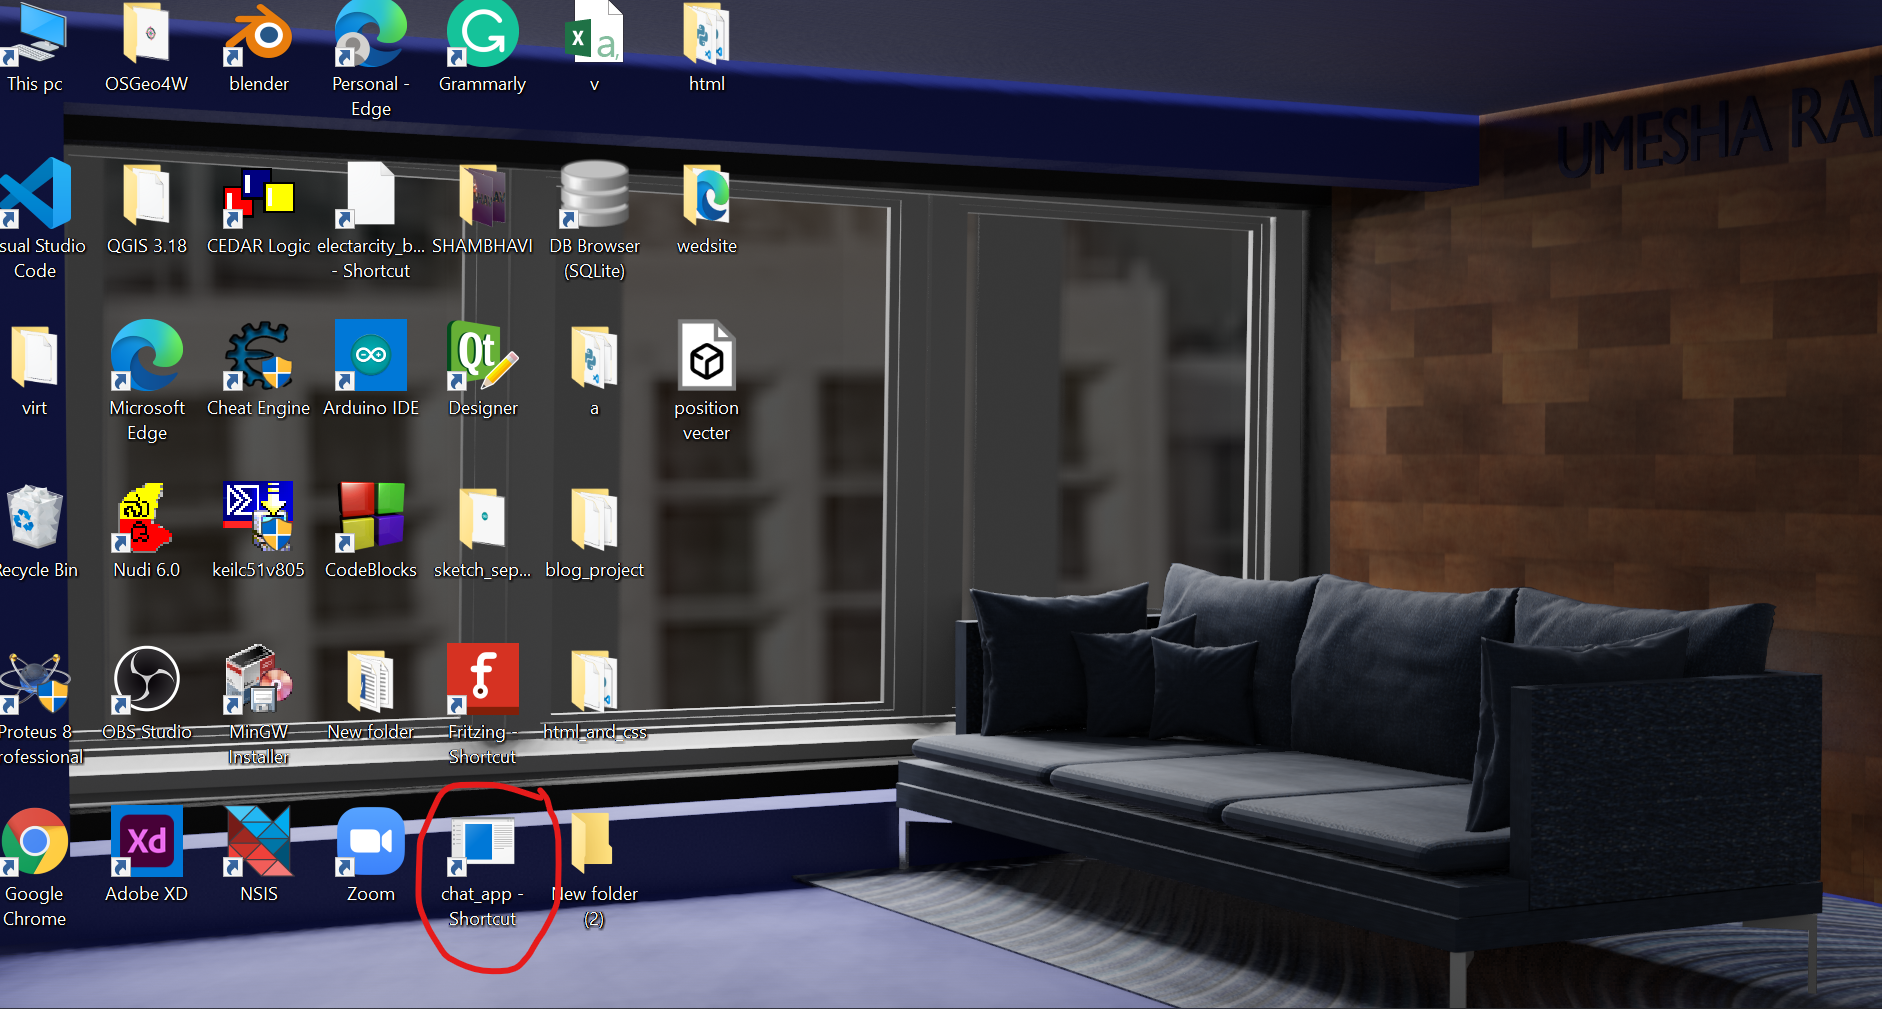 This pc
OSGeo4W
blender
Personal -
Edge
Grammarly
v
html
UMESHA RA
sual Studio
Code
QGIS 3.18
CEDAR Logic
electarcity_b...
- Shortcut
SHAMBHAVI
DB Browser
(SQLite)
wedsite
virt
Microsoft
Edge
Cheat Engine
Arduino IDE
Qt
Designer
a
position
vecter
Recycle Bin
Nudi 6.0
keilc51v805
CodeBlocks
sketch_sep...
blog_project
Proteus 8
rofessional
OBS Studio
MinGW
Installer
New folder
Fritzing -
Shortcut
html_and_css
Google
Chrome
Xd
Adobe XD
NSIS
Zoom
chat_app -
Shortcut
New folder
(2)